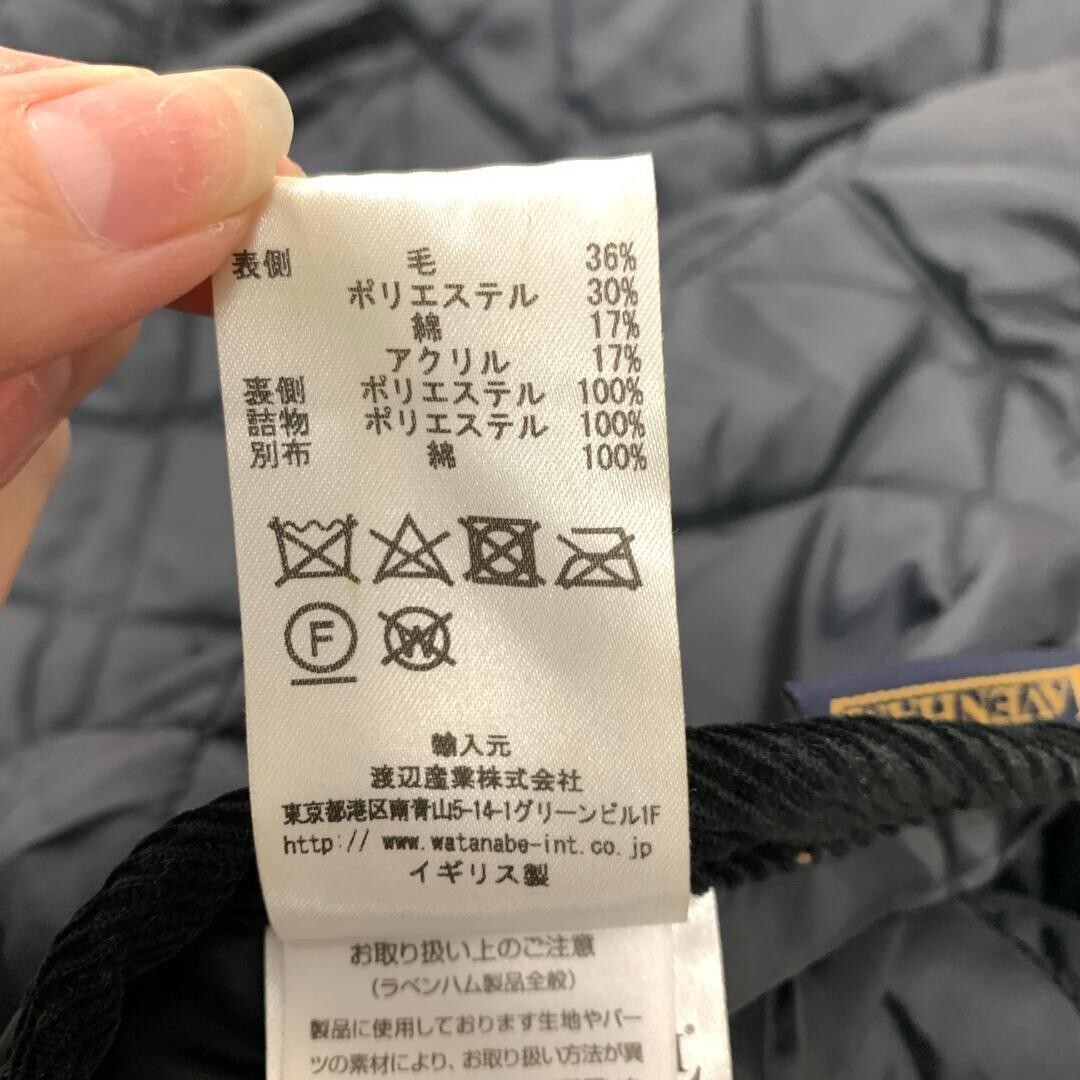 表側 毛 36%
ポリエステル 30%
綿 17%
アクリル 17%
裏側 ポリエステル 100%
詰物 ポリエステル 100%
別布 綿 100%
F W
輸入元
渡辺産業株式会社
東京都港区南青山5-14-1グリーンビル1F
http:// www.watanabe-int.co.jp
イギリス製
お取り扱い上のご注意
(ラベンハム製品全般)
製品に使用しております生地やパー
ツの素材により、お取り扱い方法が異